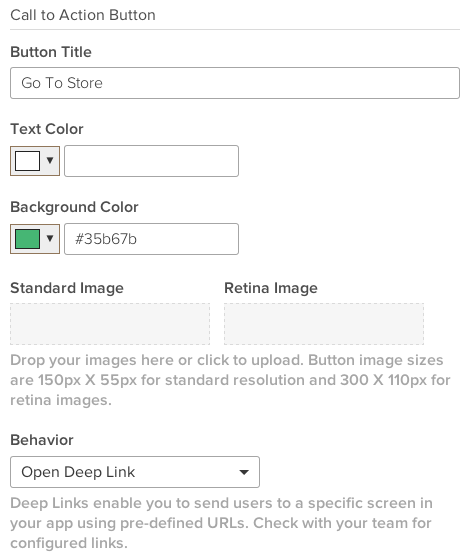 Call to Action Button
Button Title
Go To Store
Text Color
Background Color
#35b67b
Standard Image Retina Image
Drop your images here or click to upload. Button image sizes
are 150px X 55px for standard resolution and 300 X 110px for
retina images.
Behavior
Open Deep Link
Deep Links enable you to send users to a specific screen in
your app using pre-defined URLs. Check with your team for
configured links.